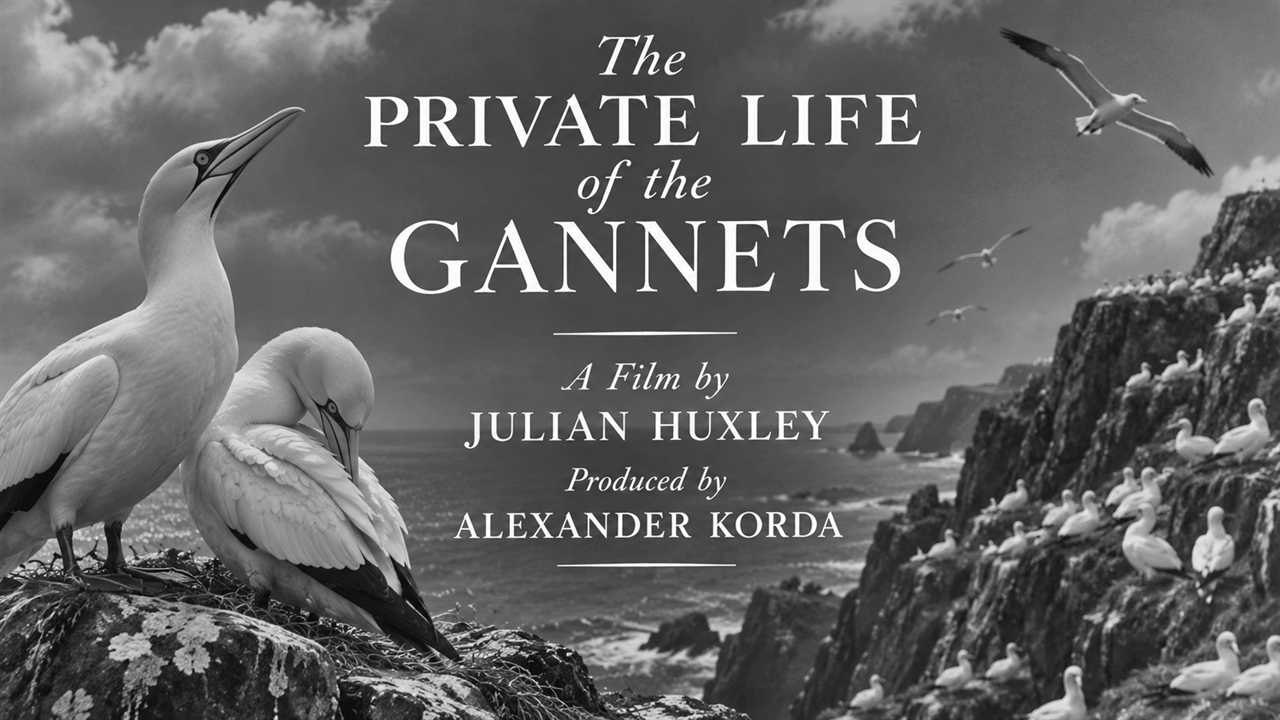 The
PRIVATE LIFE
of the
GANNETS
A Film by
JULIAN HUXLEY
Produced by
ALEXANDER KORDA